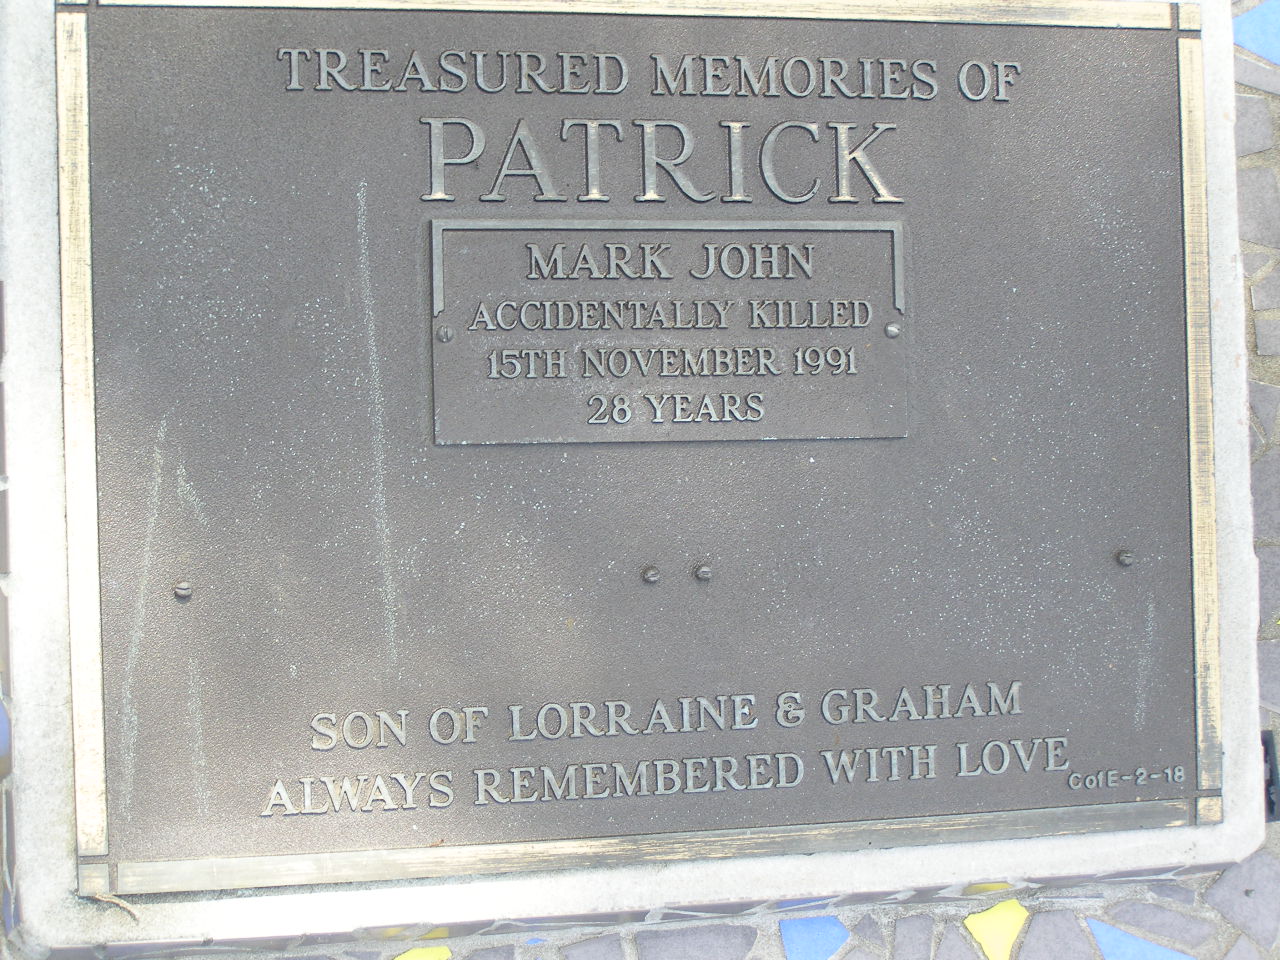 TREASURED MEMORIES OF
PATRICK
MARK JOHN
ACCIDENTALLY KILLED
15TH NOVEMBER 1991
28 YEARS
SON OF LORRAINE & GRAHAM
ALWAYS REMEMBERED WITH LOVE
CofE-2-18